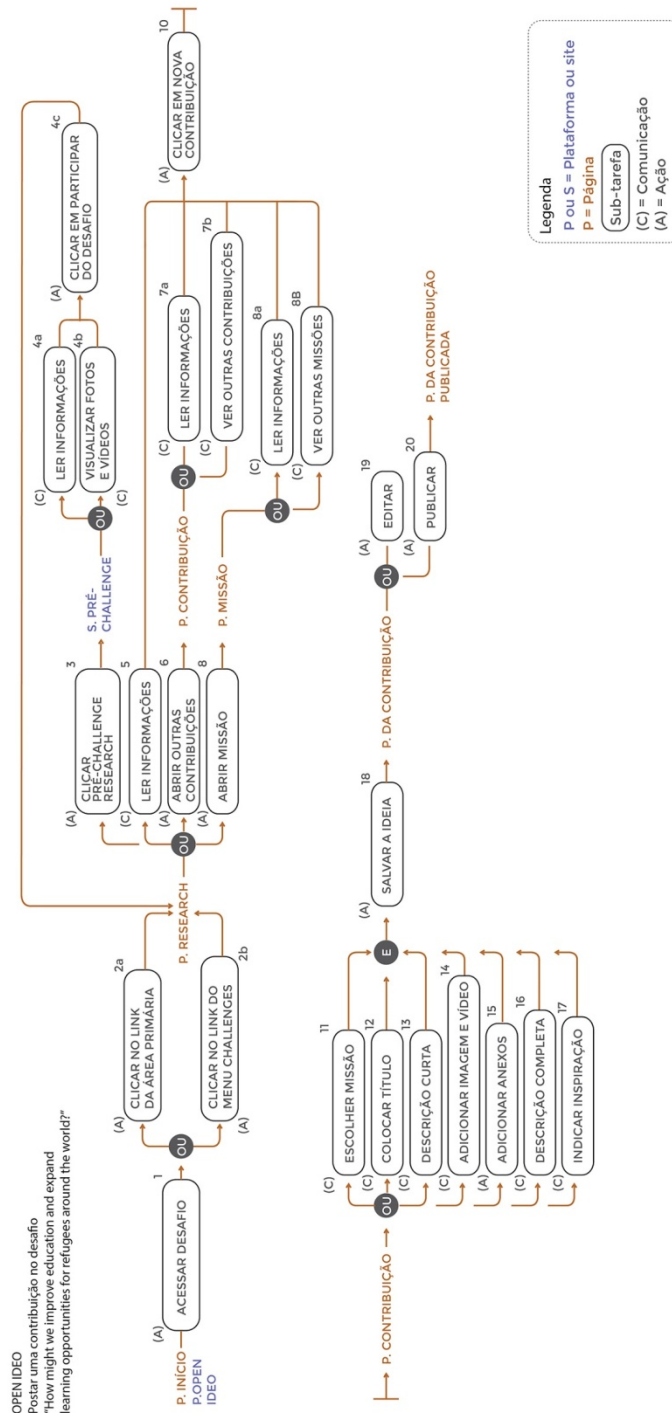 OPEN IDEO
Postar uma contribuição no desafio
"How might we improve education and expand
learning opportunities for refugees around the world?"
P. INÍCIO
P.OPEN
IDEO
(A)
1
ACESSAR DESAFIO
OU
(A)
2a
CLICAR NO LINK
DA ÁREA PRIMÁRIA
(A)
2b
CLICAR NO LINK DO
MENU CHALLENGES
P. RESEARCH
OU
(A)
3
CLICAR
PRÉ-CHALLENGE
RESEARCH
S. PRÉ-
CHALLENGE
OU
(C)
4a
LER INFORMAÇÕES
(C)
4b
VISUALIZAR FOTOS
E VÍDEOS
(A)
4c
CLICAR EM PARTICIPAR
DO DESAFIO
(C)
5
LER INFORMAÇÕES
(A)
6
ABRIR OUTRAS
CONTRIBUIÇÕES
P. CONTRIBUIÇÃO
OU
(C)
7a
LER INFORMAÇÕES
(C)
7b
VER OUTRAS CONTRIBUIÇÕES
(A)
8
ABRIR MISSÃO
P. MISSÃO
OU
(C)
8a
LER INFORMAÇÕES
(C)
8B
VER OUTRAS MISSÕES
(A)
10
CLICAR EM NOVA
CONTRIBUIÇÃO
P. CONTRIBUIÇÃO
OU
(C)
11
ESCOLHER MISSÃO
(C)
12
COLOCAR TÍTULO
(C)
13
DESCRIÇÃO CURTA
(C)
14
ADICIONAR IMAGEM E VÍDEO
(A)
15
ADICIONAR ANEXOS
(C)
16
DESCRIÇÃO COMPLETA
(C)
17
INDICAR INSPIRAÇÃO
E
(A)
18
SALVAR A IDEIA
P. DA CONTRIBUIÇÃO
OU
(A)
19
EDITAR
(A)
20
PUBLICAR
P. DA CONTRIBUIÇÃO
PUBLICADA
Legenda
P ou S = Plataforma ou site
P = Página
Sub-tarefa
(C) = Comunicação
(A) = Ação